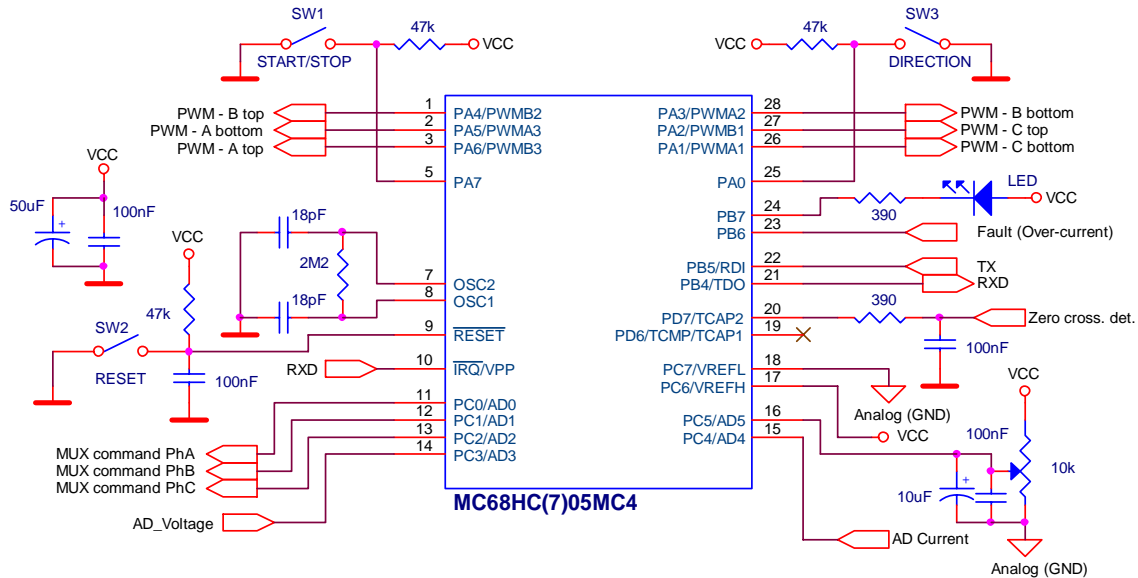 SW1
47k
VCC
START/STOP
SW3
47k
VCC
DIRECTION
PWM - B top
PWM - A bottom
PWM - A top
1
2
3
5
PA4/PWMB2
PA5/PWMA3
PA6/PWMB3
PA7
PA3/PWMA2
PA2/PWMB1
PA1/PWMA1
PA0
28
27
26
25
PWM - B bottom
PWM - C top
PWM - C bottom
VCC
50uF
+
100nF
VCC
47k
SW2
RESET
100nF
18pF
2M2
18pF
7
8
9
10
OSC2
OSC1
RESET
IRQ/VPP
RXD
PB7
PB6
24
23
390
LED
VCC
Fault (Over-current)
PB5/RDI
PB4/TDO
22
21
TX
RXD
PD7/TCAP2
PD6/TCMP/TCAP1
20
19
390
Zero cross. det.
100nF
PC7/VREFL
PC6/VREFH
18
17
Analog (GND)
VCC
11
12
13
14
PC0/AD0
PC1/AD1
PC2/AD2
PC3/AD3
MUX command PhA
MUX command PhB
MUX command PhC
AD_Voltage
PC5/AD5
PC4/AD4
16
15
VCC
100nF
10k
+
10uF
AD Current
Analog (GND)
MC68HC(7)05MC4